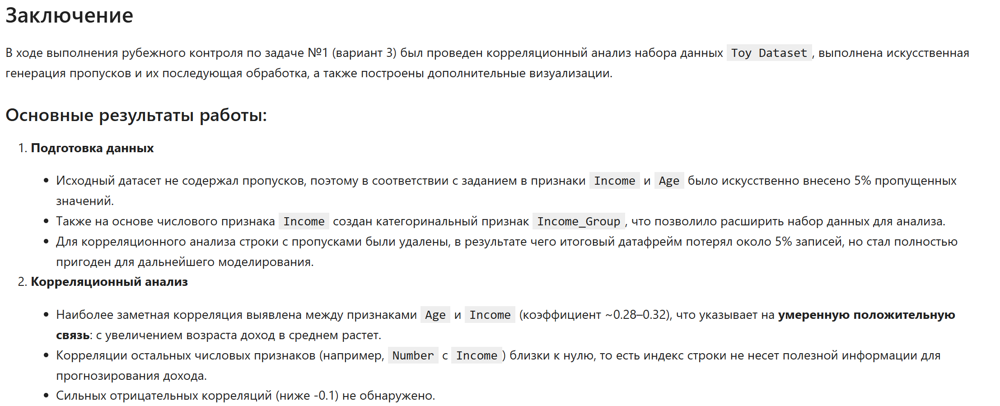 Заключение
В ходе выполнения рубежного контроля по задаче №1 (вариант 3) был проведен корреляционный анализ набора данных Toy Dataset, выполнена искусственная
генерация пропусков и их последующая обработка, а также построены дополнительные визуализации.
Основные результаты работы:
1. Подготовка данных
• Исходный датасет не содержал пропусков, поэтому в соответствии с заданием в признаки Income и Age было искусственно внесено 5% пропущенных
значений.
• Также на основе числового признака Income создан категоринальный признак Income_Group, что позволило расширить набор данных для анализа.
• Для корреляционного анализа строки с пропусками были удалены, в результате чего итоговый датафрейм потерял около 5% записей, но стал полностью
пригоден для дальнейшего моделирования.
2. Корреляционный анализ
• Наиболее заметная корреляция выявлена между признаками Age и Income (коэффициент ~0.28–0.32), что указывает на умеренную положительную
связь: с увеличением возраста доход в среднем растет.
• Корреляции остальных числовых признаков (например, Number с Income) близки к нулю, то есть индекс строки не несет полезной информации для
прогнозирования дохода.
• Сильных отрицательных корреляций (ниже -0.1) не обнаружено.